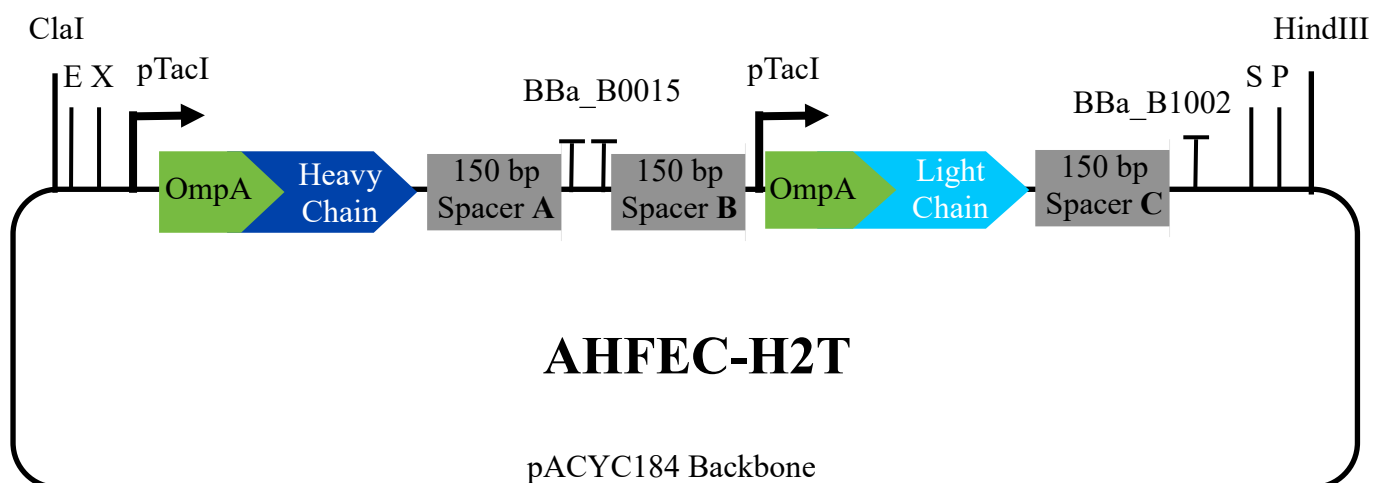 ClaI
HindIII
E X
pTacI
BBa_B0015
pTacI
BBa_B1002
S P
OmpA
Heavy
Chain
150 bp
Spacer A
150 bp
Spacer B
OmpA
Light
Chain
150 bp
Spacer C
AHFEC-H2T
pACYC184 Backbone